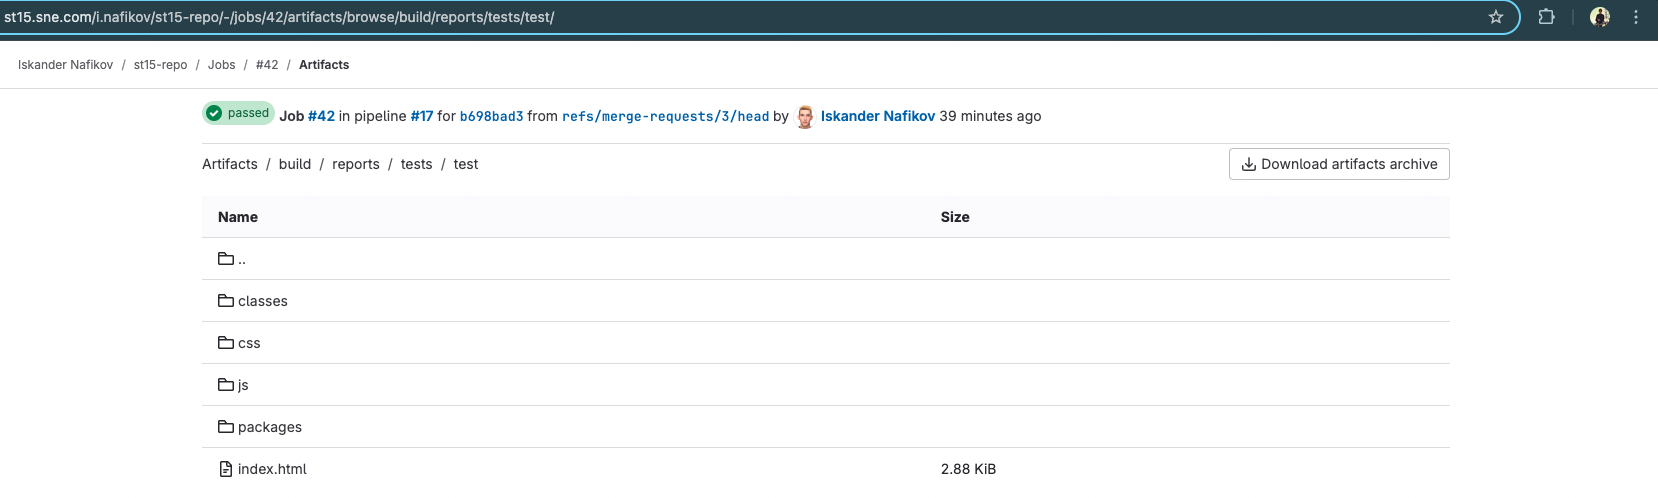 st15.sne.com/i.nafikov/st15-repo/-/jobs/42/artifacts/browse/build/reports/tests/test/
Iskander Nafikov / st15-repo / Jobs / #42 / Artifacts
passed Job #42 in pipeline #17 for b698bad3 from refs/merge-requests/3/head by Iskander Nafikov 39 minutes ago
Artifacts / build / reports / tests / test Download artifacts archive
Name Size
..
classes
css
js
packages
index.html 2.88 KiB